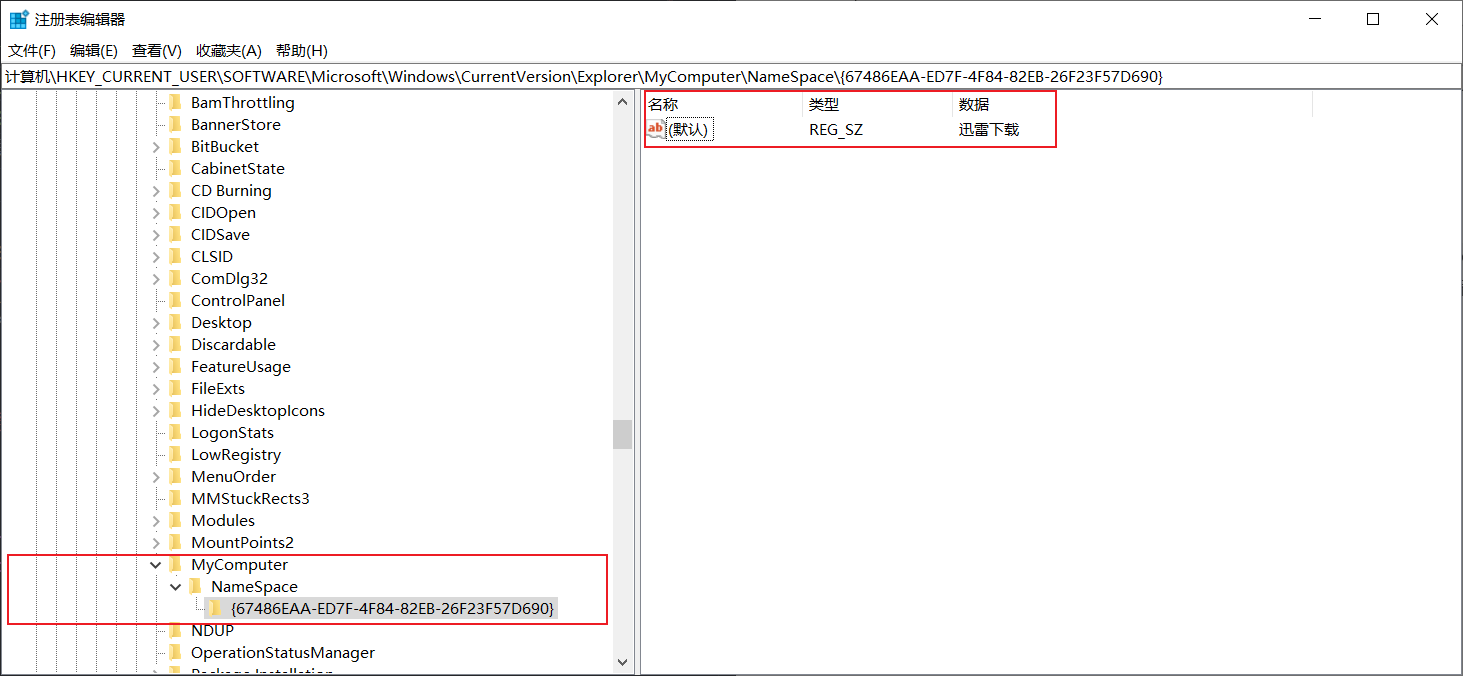 注册表编辑器
文件(F) 编辑(E) 查看(V) 收藏夹(A) 帮助(H)
计算机\HKEY_CURRENT_USER\SOFTWARE\Microsoft\Windows\CurrentVersion\Explorer\MyComputer\NameSpace\{67486EAA-ED7F-4F84-82EB-26F23F57D690}
BamThrottling
BannerStore
BitBucket
CabinetState
CD Burning
CIDOpen
CIDSave
CLSID
ComDlg32
ControlPanel
Desktop
Discardable
FeatureUsage
FileExts
HideDesktopIcons
LogonStats
LowRegistry
MenuOrder
MMStuckRects3
Modules
MountPoints2
MyComputer
NameSpace
{67486EAA-ED7F-4F84-82EB-26F23F57D690}
NDUP
OperationStatusManager
Package Installation
名称 类型 数据
ab (默认) REG_SZ 迅雷下载